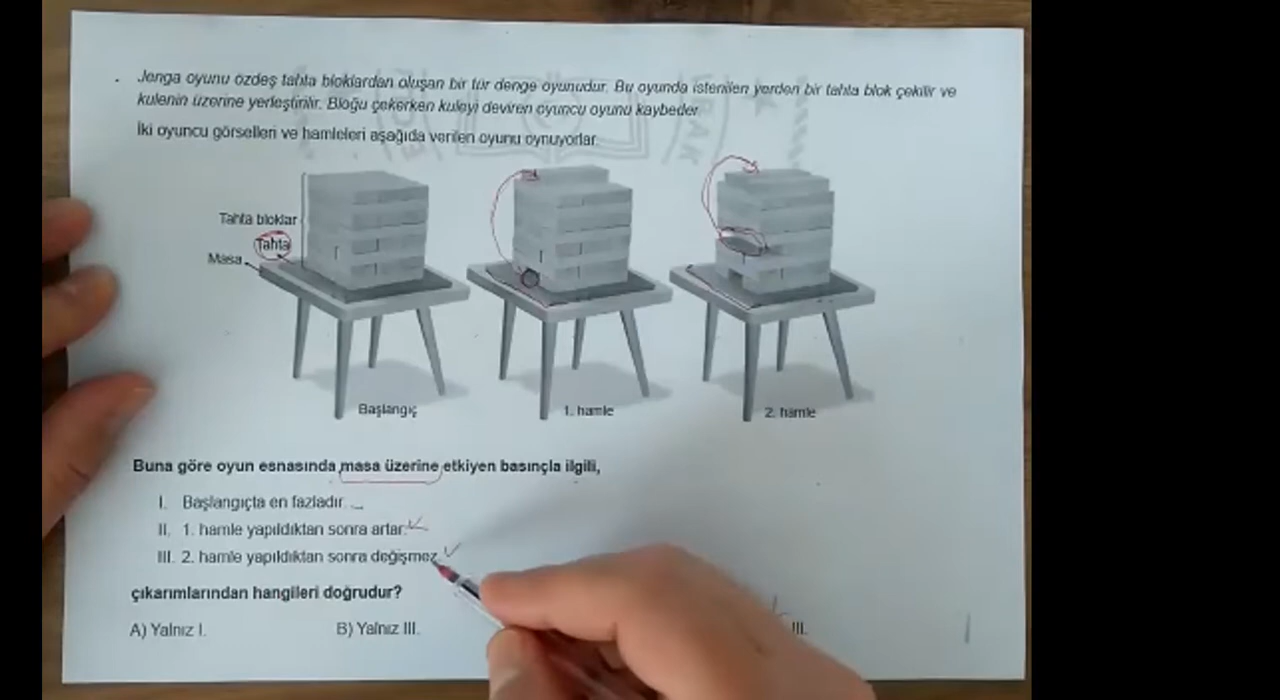 Jenga oyunu özdeş tahta bloklardan oluşan bir tür denge oyunudur. Bu oyunda istenilen yerden bir tahta blok çekilir ve
kulenin üzerine yerleştirilir. Bloğu çekerken kuleyi deviren oyuncu oyunu kaybeder.
İki oyuncu görselleri ve hamleleri aşağıda verilen oyunu oynuyorlar.
Tahta bloklar
Tahta
Masa
Başlangıç
1. hamle
2. hamle
Buna göre oyun esnasında masa üzerine etkiyen basınçla ilgili,
I. Başlangıçta en fazladır.
II. 1. hamle yapıldıktan sonra artar.
III. 2. hamle yapıldıktan sonra değişmez.
çıkarımlarından hangileri doğrudur?
A) Yalnız I. B) Yalnız III. III.